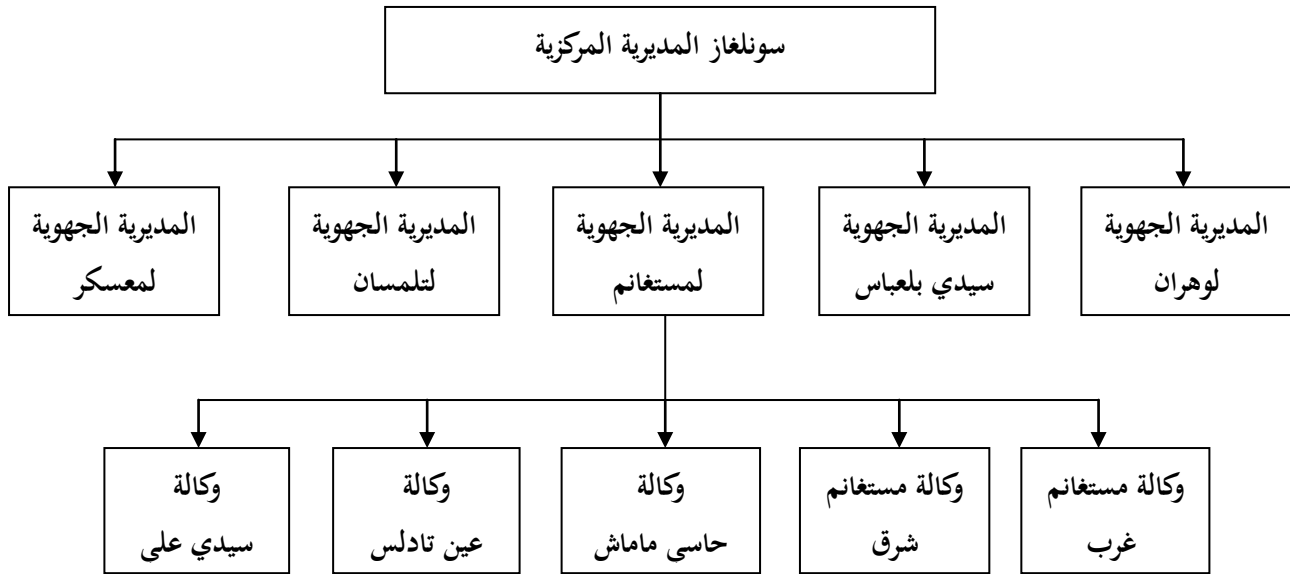 سونلغاز المديرية المركزية
المديرية الجهوية
لوهران
المديرية الجهوية
سيدي بلعباس
المديرية الجهوية
لمستغانم
المديرية الجهوية
لتلمسان
المديرية الجهوية
لمعسكر
وكالة مستغانم
غرب
وكالة مستغانم
شرق
وكالة
حاسي ماماش
وكالة
عين تادلس
وكالة
سيدي علي